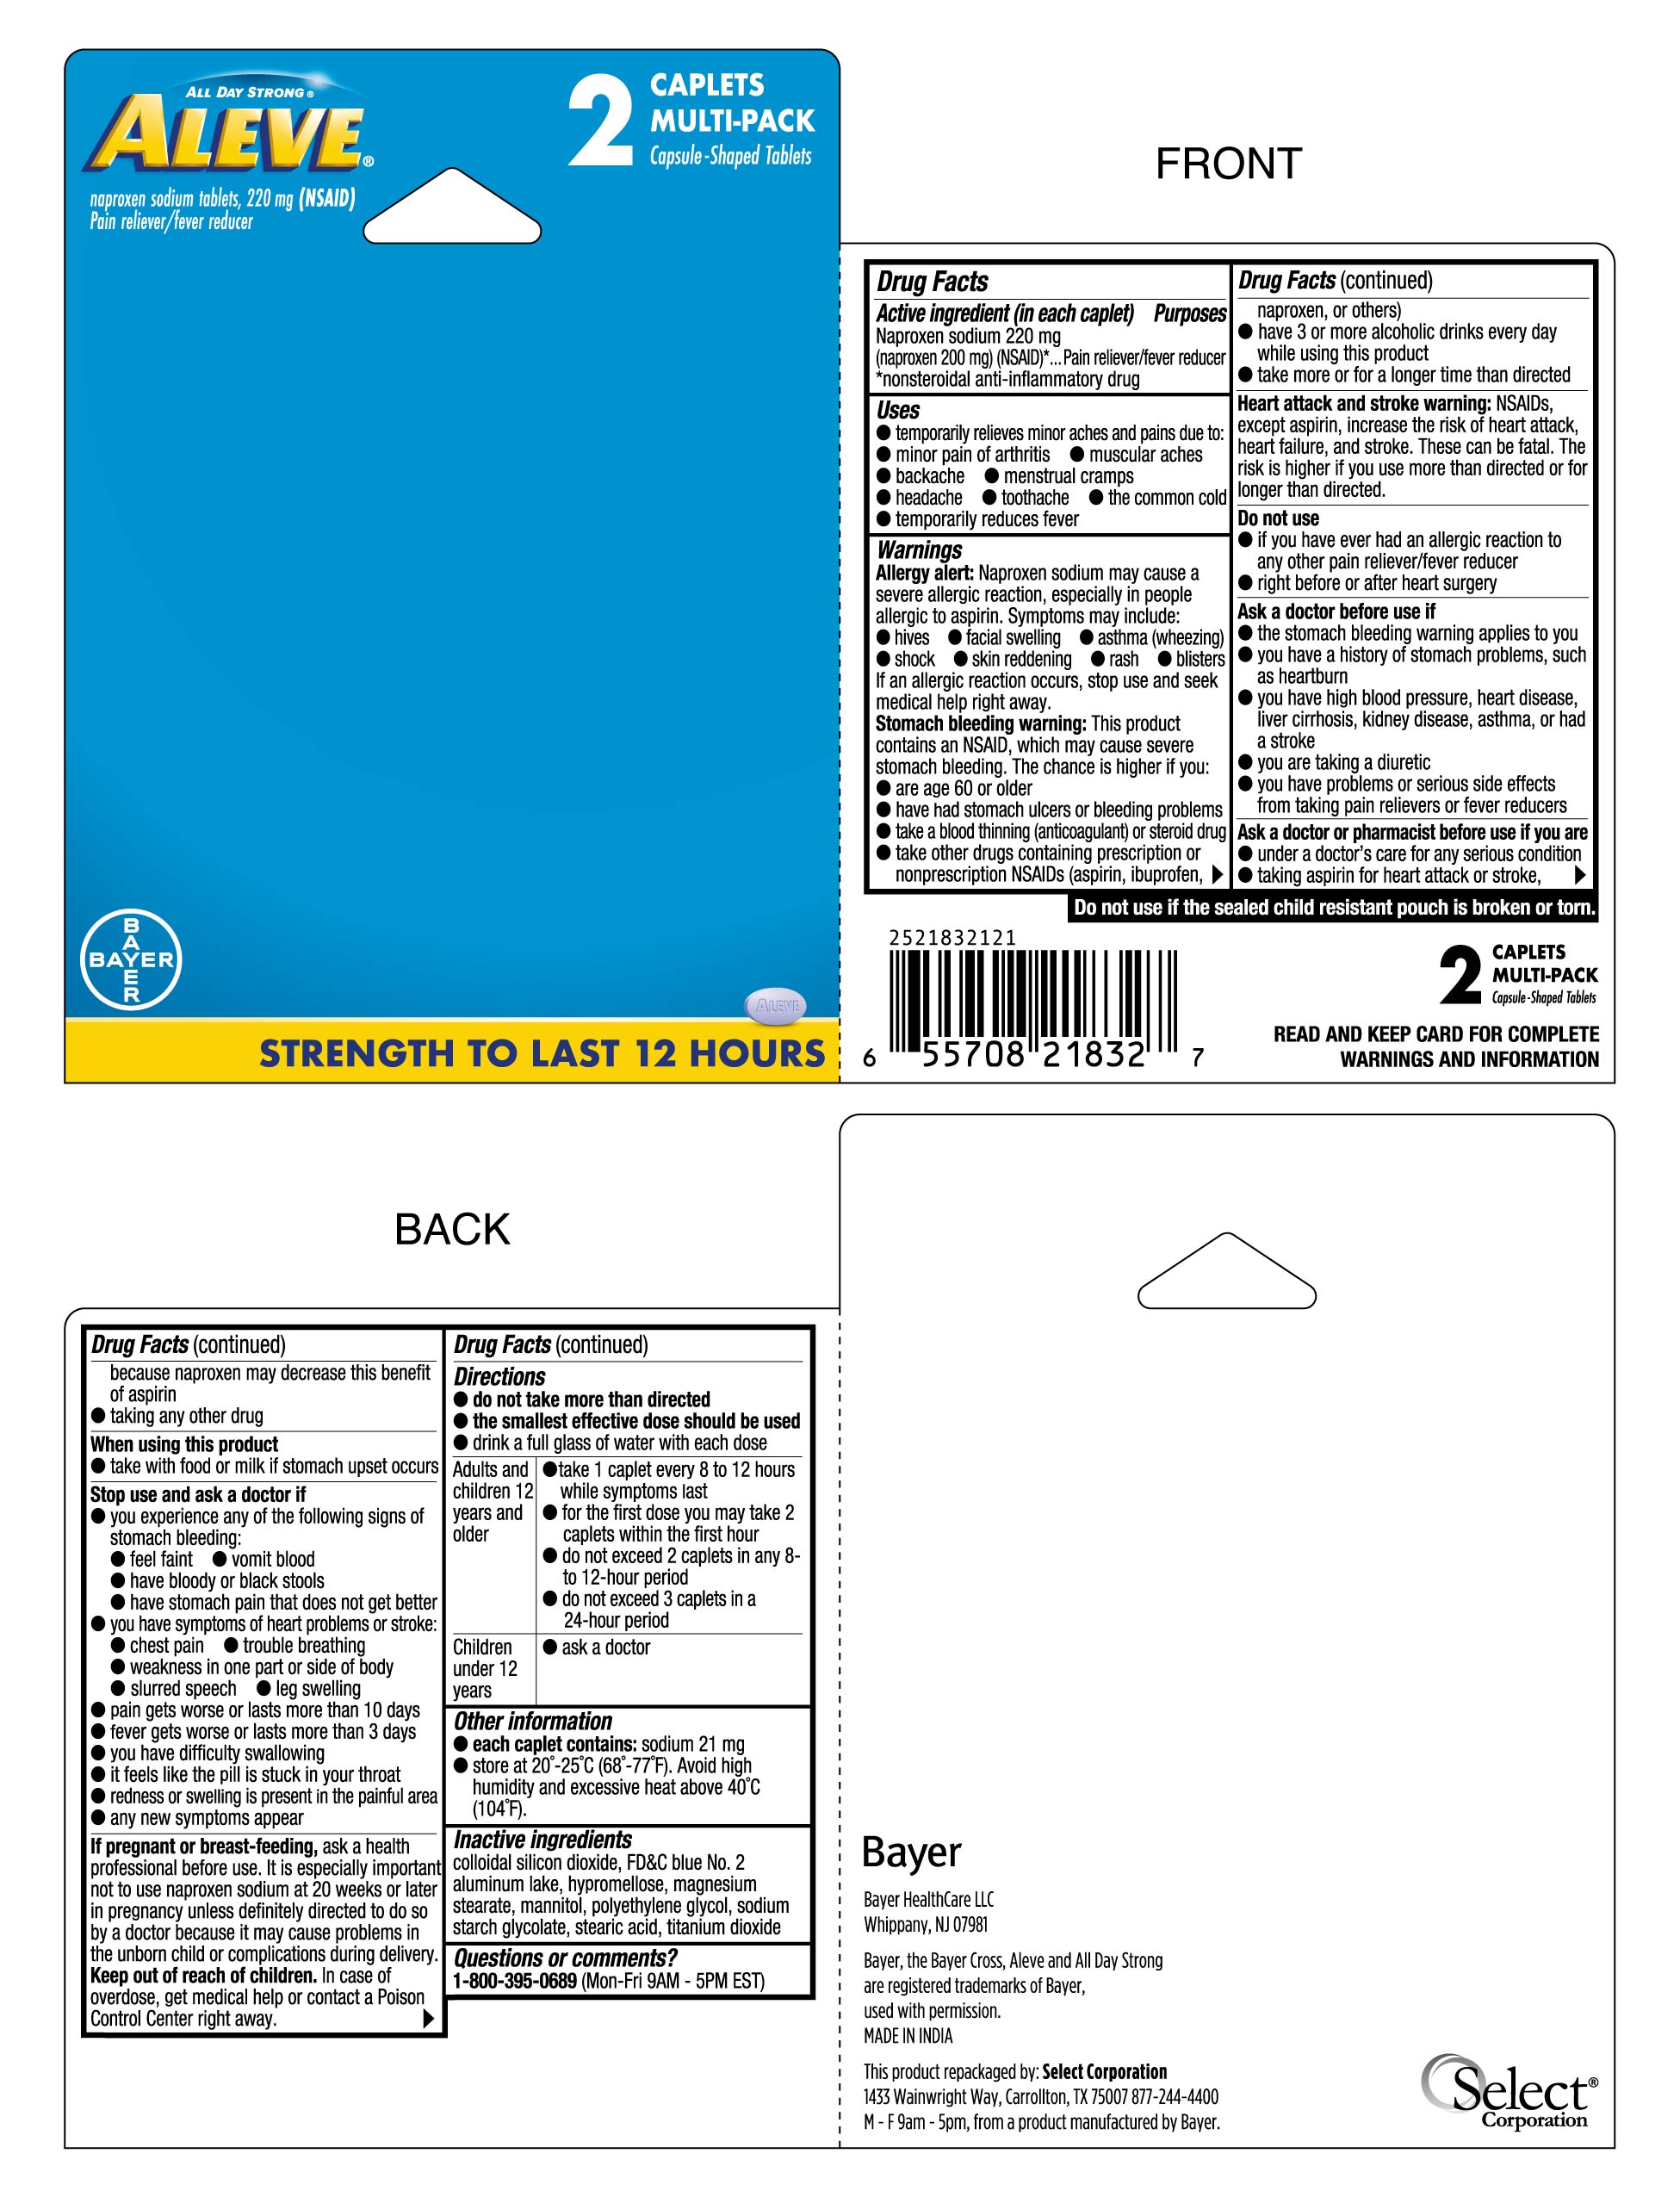 ALL DAY STRONG®
ALEVE®
naproxen sodium tablets, 220 mg (NSAID)
Pain reliever/fever reducer
2
CAPLETS
MULTI-PACK
Capsule-Shaped Tablets
BAYER
BAYER
ALEVE
STRENGTH TO LAST 12 HOURS
FRONT
Drug Facts
Active ingredient (in each caplet) Purposes
Naproxen sodium 220 mg
(naproxen 200 mg) (NSAID)*...Pain reliever/fever reducer
*nonsteroidal anti-inflammatory drug
Uses
● temporarily relieves minor aches and pains due to:
● minor pain of arthritis ● muscular aches
● backache ● menstrual cramps
● headache ● toothache ● the common cold
● temporarily reduces fever
Warnings
Allergy alert: Naproxen sodium may cause a
severe allergic reaction, especially in people
allergic to aspirin. Symptoms may include:
● hives ● facial swelling ● asthma (wheezing)
● shock ● skin reddening ● rash ● blisters
If an allergic reaction occurs, stop use and seek
medical help right away.
Stomach bleeding warning: This product
contains an NSAID, which may cause severe
stomach bleeding. The chance is higher if you:
● are age 60 or older
● have had stomach ulcers or bleeding problems
● take a blood thinning (anticoagulant) or steroid drug
● take other drugs containing prescription or
nonprescription NSAIDs (aspirin, ibuprofen,
Drug Facts (continued)
naproxen, or others)
● have 3 or more alcoholic drinks every day
while using this product
● take more or for a longer time than directed
Heart attack and stroke warning: NSAIDs,
except aspirin, increase the risk of heart attack,
heart failure, and stroke. These can be fatal. The
risk is higher if you use more than directed or for
longer than directed.
Do not use
● if you have ever had an allergic reaction to
any other pain reliever/fever reducer
● right before or after heart surgery
Ask a doctor before use if
● the stomach bleeding warning applies to you
● you have a history of stomach problems, such
as heartburn
● you have high blood pressure, heart disease,
liver cirrhosis, kidney disease, asthma, or had
a stroke
● you are taking a diuretic
● you have problems or serious side effects
from taking pain relievers or fever reducers
Ask a doctor or pharmacist before use if you are
● under a doctor's care for any serious condition
● taking aspirin for heart attack or stroke,
Do not use if the sealed child resistant pouch is broken or torn.
2521832121
6 55708 21832 7
2
CAPLETS
MULTI-PACK
Capsule-Shaped Tablets
READ AND KEEP CARD FOR COMPLETE
WARNINGS AND INFORMATION
BACK
Drug Facts (continued)
because naproxen may decrease this benefit
of aspirin
● taking any other drug
When using this product
● take with food or milk if stomach upset occurs
Stop use and ask a doctor if
● you experience any of the following signs of
stomach bleeding:
● feel faint ● vomit blood
● have bloody or black stools
● have stomach pain that does not get better
● you have symptoms of heart problems or stroke:
● chest pain ● trouble breathing
● weakness in one part or side of body
● slurred speech ● leg swelling
● pain gets worse or lasts more than 10 days
● fever gets worse or lasts more than 3 days
● you have difficulty swallowing
● it feels like the pill is stuck in your throat
● redness or swelling is present in the painful area
● any new symptoms appear
If pregnant or breast-feeding, ask a health
professional before use. It is especially important
not to use naproxen sodium at 20 weeks or later
in pregnancy unless definitely directed to do so
by a doctor because it may cause problems in
the unborn child or complications during delivery.
Keep out of reach of children. In case of
overdose, get medical help or contact a Poison
Control Center right away.
Drug Facts (continued)
Directions
● do not take more than directed
● the smallest effective dose should be used
● drink a full glass of water with each dose
Adults and
children 12
years and
older
● take 1 caplet every 8 to 12 hours
while symptoms last
● for the first dose you may take 2
caplets within the first hour
● do not exceed 2 caplets in any 8-
to 12-hour period
● do not exceed 3 caplets in a
24-hour period
Children
under 12
years
● ask a doctor
Other information
● each caplet contains: sodium 21 mg
● store at 20°-25°C (68°-77°F). Avoid high
humidity and excessive heat above 40°C
(104°F).
Inactive ingredients
colloidal silicon dioxide, FD&C blue No. 2
aluminum lake, hypromellose, magnesium
stearate, mannitol, polyethylene glycol, sodium
starch glycolate, stearic acid, titanium dioxide
Questions or comments?
1-800-395-0689 (Mon-Fri 9AM - 5PM EST)
Bayer
Bayer HealthCare LLC
Whippany, NJ 07981
Bayer, the Bayer Cross, Aleve and All Day Strong
are registered trademarks of Bayer,
used with permission.
MADE IN INDIA
This product repackaged by: Select Corporation
1433 Wainwright Way, Carrollton, TX 75007 877-244-4400
M - F 9am - 5pm, from a product manufactured by Bayer.
Select®
Corporation